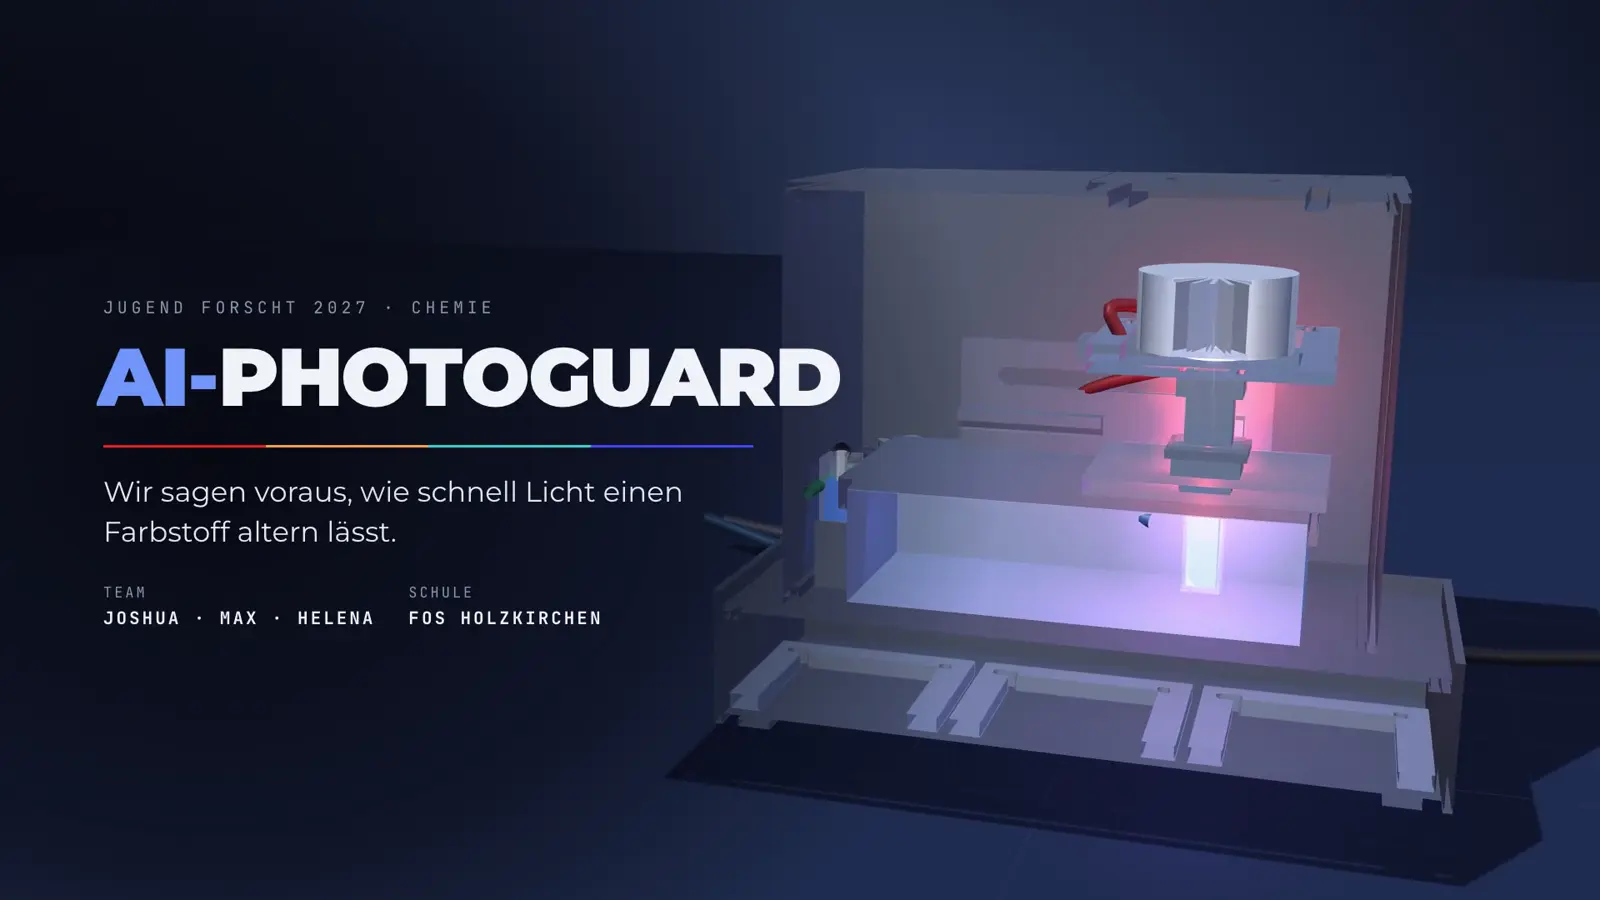 JUGEND FORSCHT 2027 · CHEMIE
AI-PHOTOGUARD
Wir sagen voraus, wie schnell Licht einen
Farbstoff altern lässt.
TEAM
JOSHUA · MAX · HELENA
SCHULE
FOS HOLZKIRCHEN